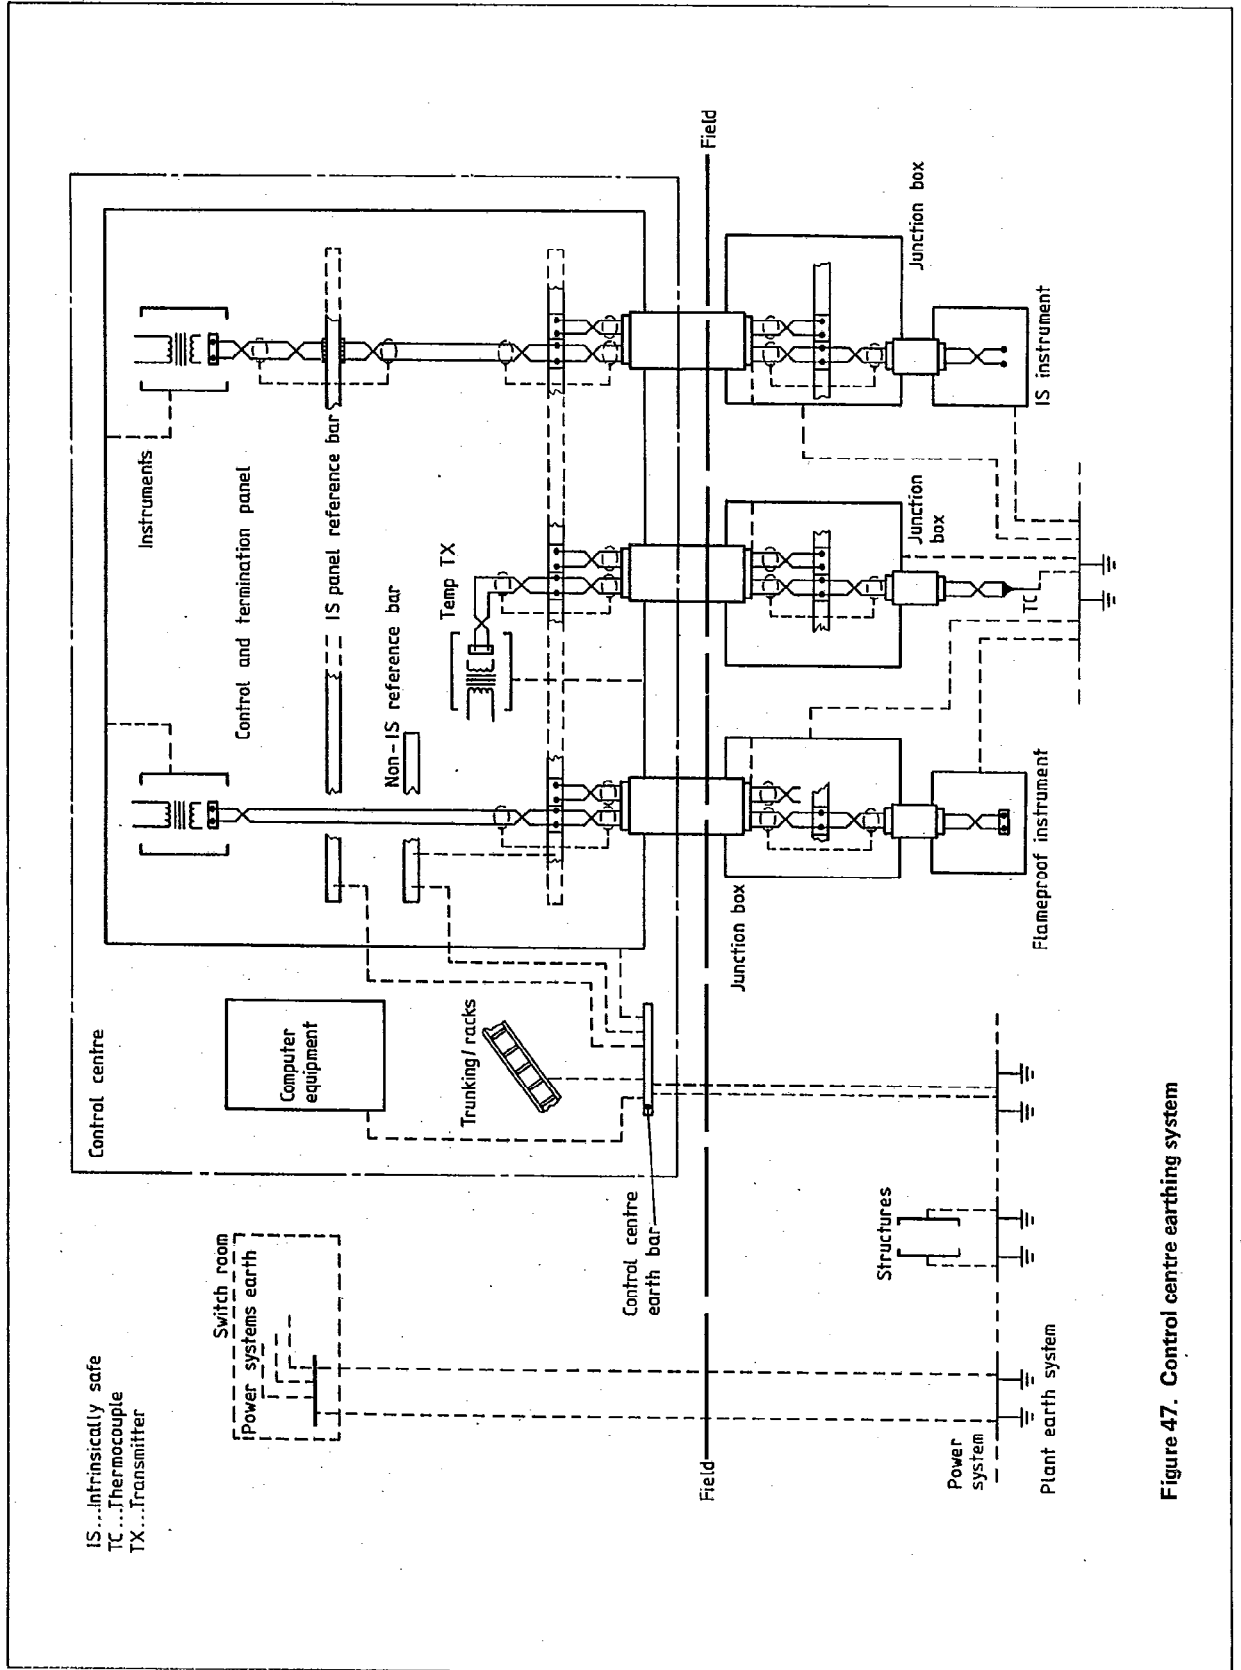 IS...Intrinsically safe
TC...Thermocouple
TX...Transmitter
Switch room
Power systems earth
Control centre
Computer
equipment
Trunking/racks
Control centre
earth bar
Instruments
Control and termination panel
IS panel reference bar
Non-IS reference bar
Temp TX
Field
Field
Junction box
Junction
box
Junction box
Structures
Power
system
Plant earth system
Flameproof instrument
TC
IS instrument
Figure 47. Control centre earthing system